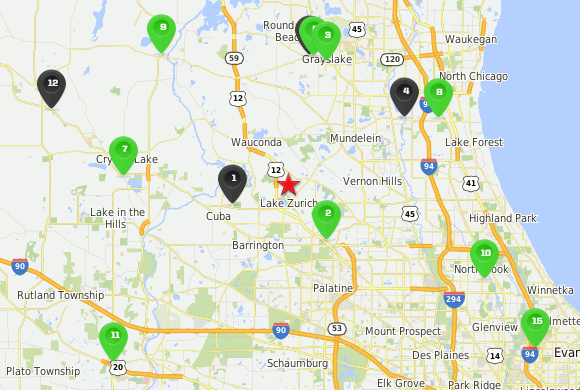 9
Round
Beach
3
45
Waukegan
59
Grayslake
120
12
North Chicago
12
4
8
94
Wauconda
Mundelein
Lake Forest
7
Crystal Lake
12
94
1
Vernon Hills
41
Lake Zurich
Lake in the
Hills
Cuba
2
45
Highland Park
Barrington
10
Northbrook
90
Rutland Township
Palatine
294
Winnetka
11
90
53
Mount Prospect
Glenview
15
Wilmette
Des Plaines
14
94
Evan
Plato Township
20
Schaumburg
Elk Grove
Park Ridge